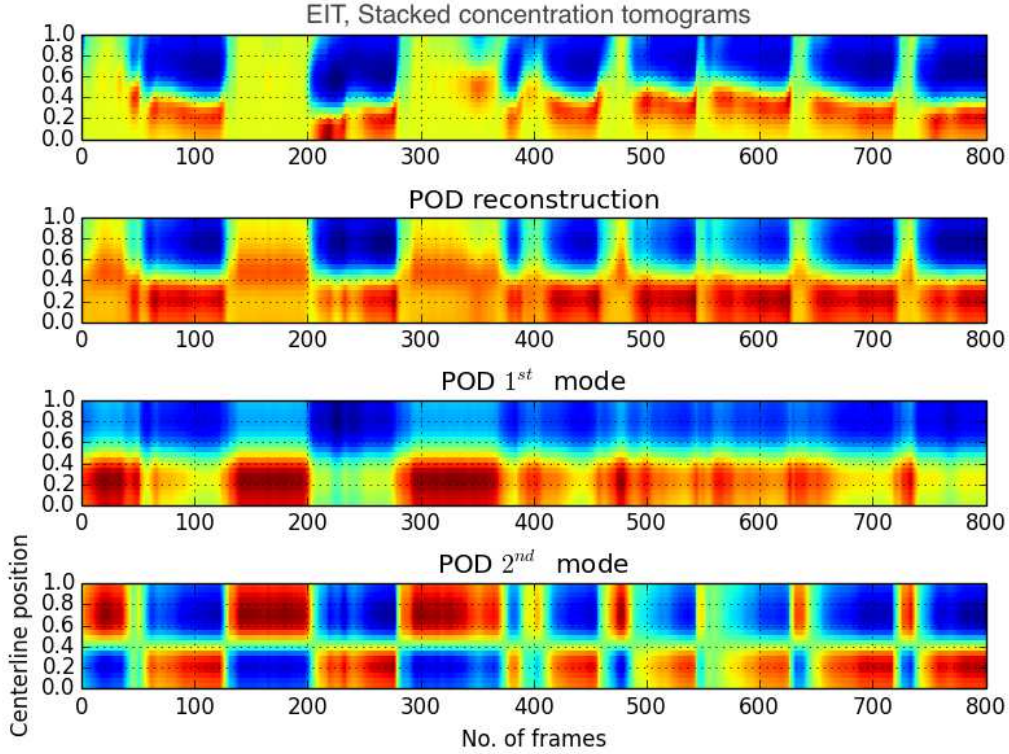 EIT, Stacked concentration tomograms
1.0
0.8
0.6
0.4
0.2
0.0
0 100 200 300 400 500 600 700 800
POD reconstruction
1.0
0.8
0.6
0.4
0.2
0.0
0 100 200 300 400 500 600 700 800
POD 1st mode
1.0
0.8
0.6
0.4
0.2
0.0
0 100 200 300 400 500 600 700 800
POD 2nd mode
1.0
0.8
0.6
0.4
0.2
0.0
0 100 200 300 400 500 600 700 800
Centerline position
No. of frames